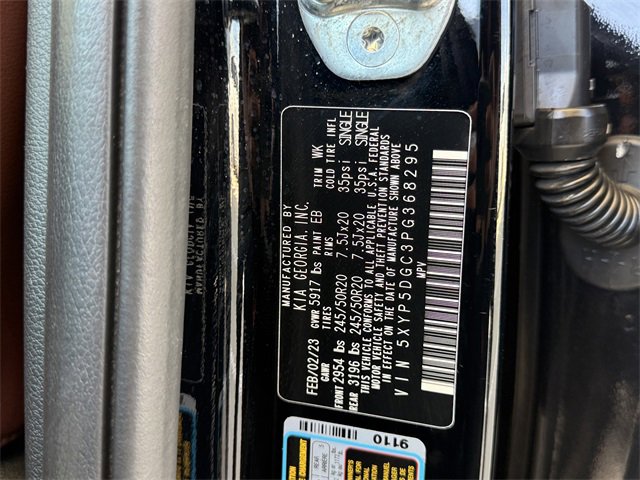 MANUFACTURED BY
KIA GEORGIA, INC.
FEB/02/23 GVWR 5917 lbs PAINT EB TRIM WK
GAWR TIRES RIMS COLD TIRE INFL
FRONT 2954 lbs 245/50R20 7.5Jx20 35psi SINGLE
REAR 3196 lbs 245/50R20 7.5Jx20 35psi SINGLE
THIS VEHICLE CONFORMS TO ALL APPLICABLE U.S.A. FEDERAL
MOTOR VEHICLE SAFETY AND THEFT PREVENTION STANDARDS
IN EFFECT ON THE DATE OF MANUFACTURE SHOWN ABOVE
VIN 5XYP5DGC3PG368295
MPV
9110
REAR